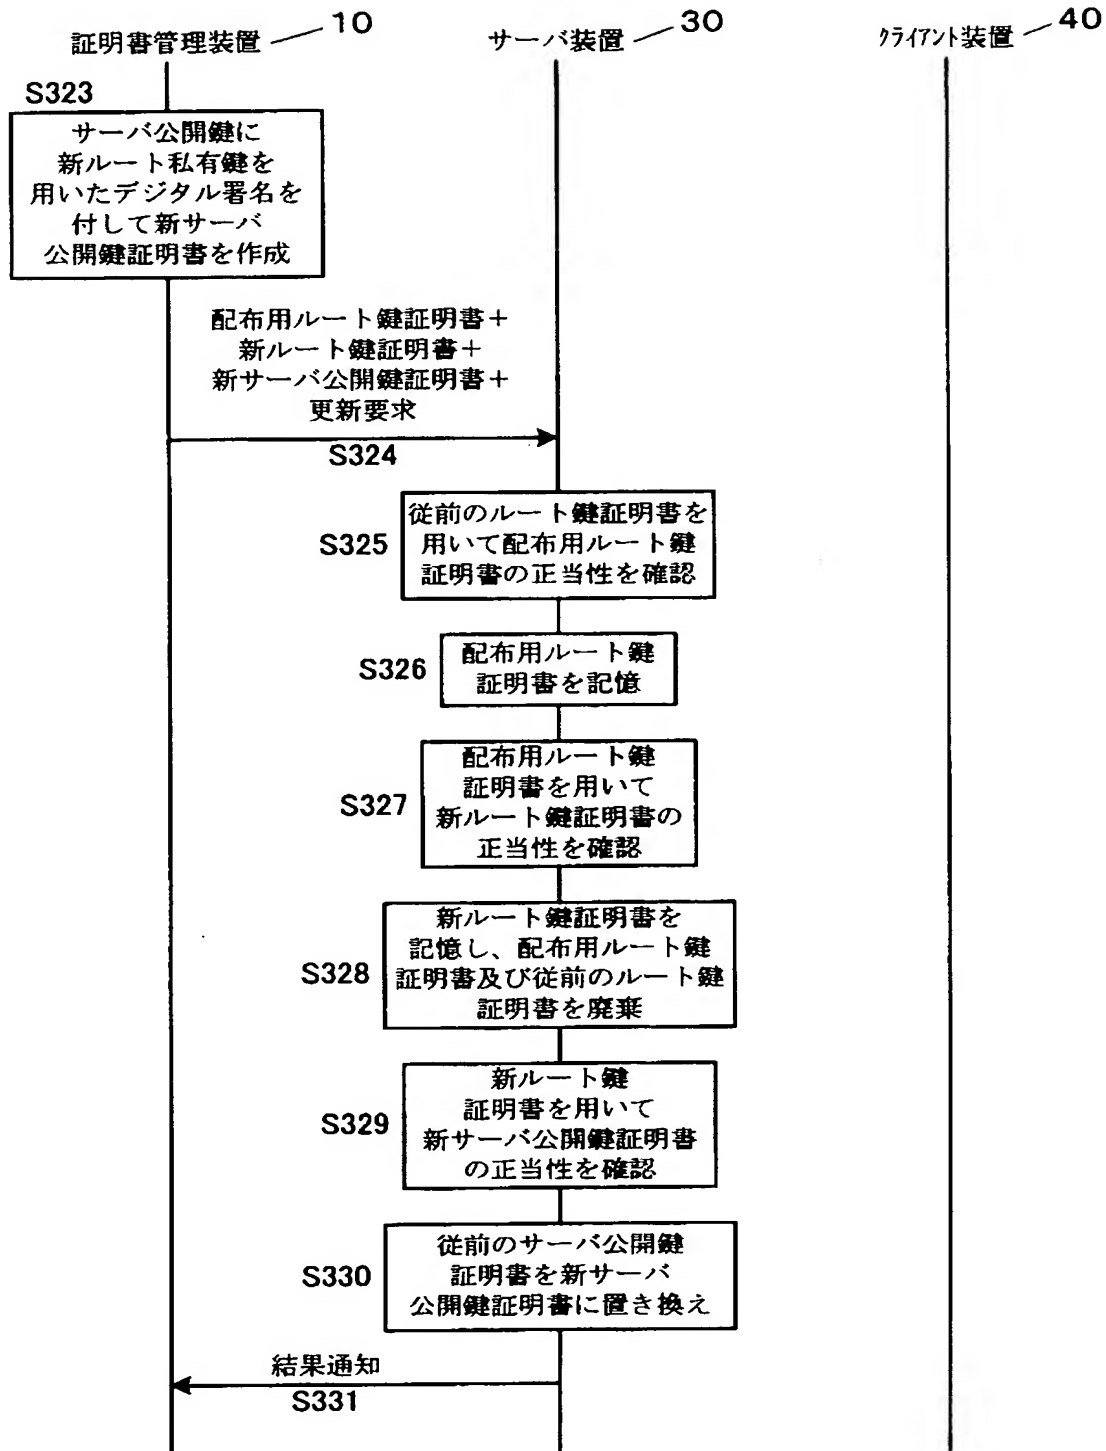 証明書管理装置 10
サーバ装置 30
クライアント装置 40
S323
サーバ公開鍵に
新ルート私有鍵を
用いたデジタル署名を
付して新サーバ
公開鍵証明書を作成
配布用ルート鍵証明書+
新ルート鍵証明書+
新サーバ公開鍵証明書+
更新要求
S324
S325
従前のルート鍵証明書を
用いて配布用ルート鍵
証明書の正当性を確認
S326
配布用ルート鍵
証明書を記憶
S327
配布用ルート鍵
証明書を用いて
新ルート鍵証明書の
正当性を確認
S328
新ルート鍵証明書を
記憶し、配布用ルート鍵
証明書及び従前のルート鍵
証明書を廃棄
S329
新ルート鍵
証明書を用いて
新サーバ公開鍵証明書
の正当性を確認
S330
従前のサーバ公開鍵
証明書を新サーバ
公開鍵証明書に置き換え
結果通知
S331